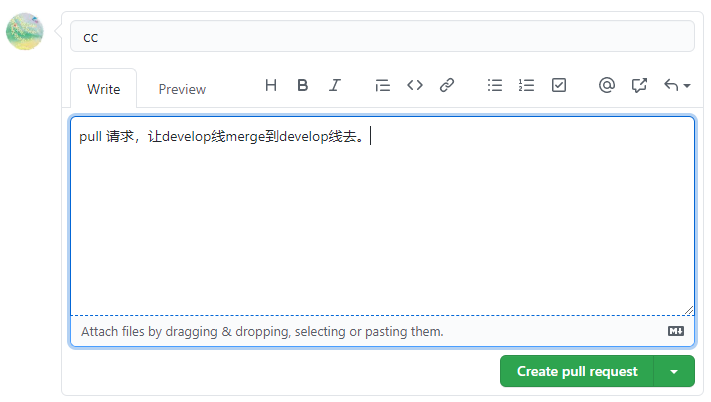 cc
Write Preview H B I
pull 请求，让develop线merge到develop线去。
Attach files by dragging & dropping, selecting or pasting them.
Create pull request